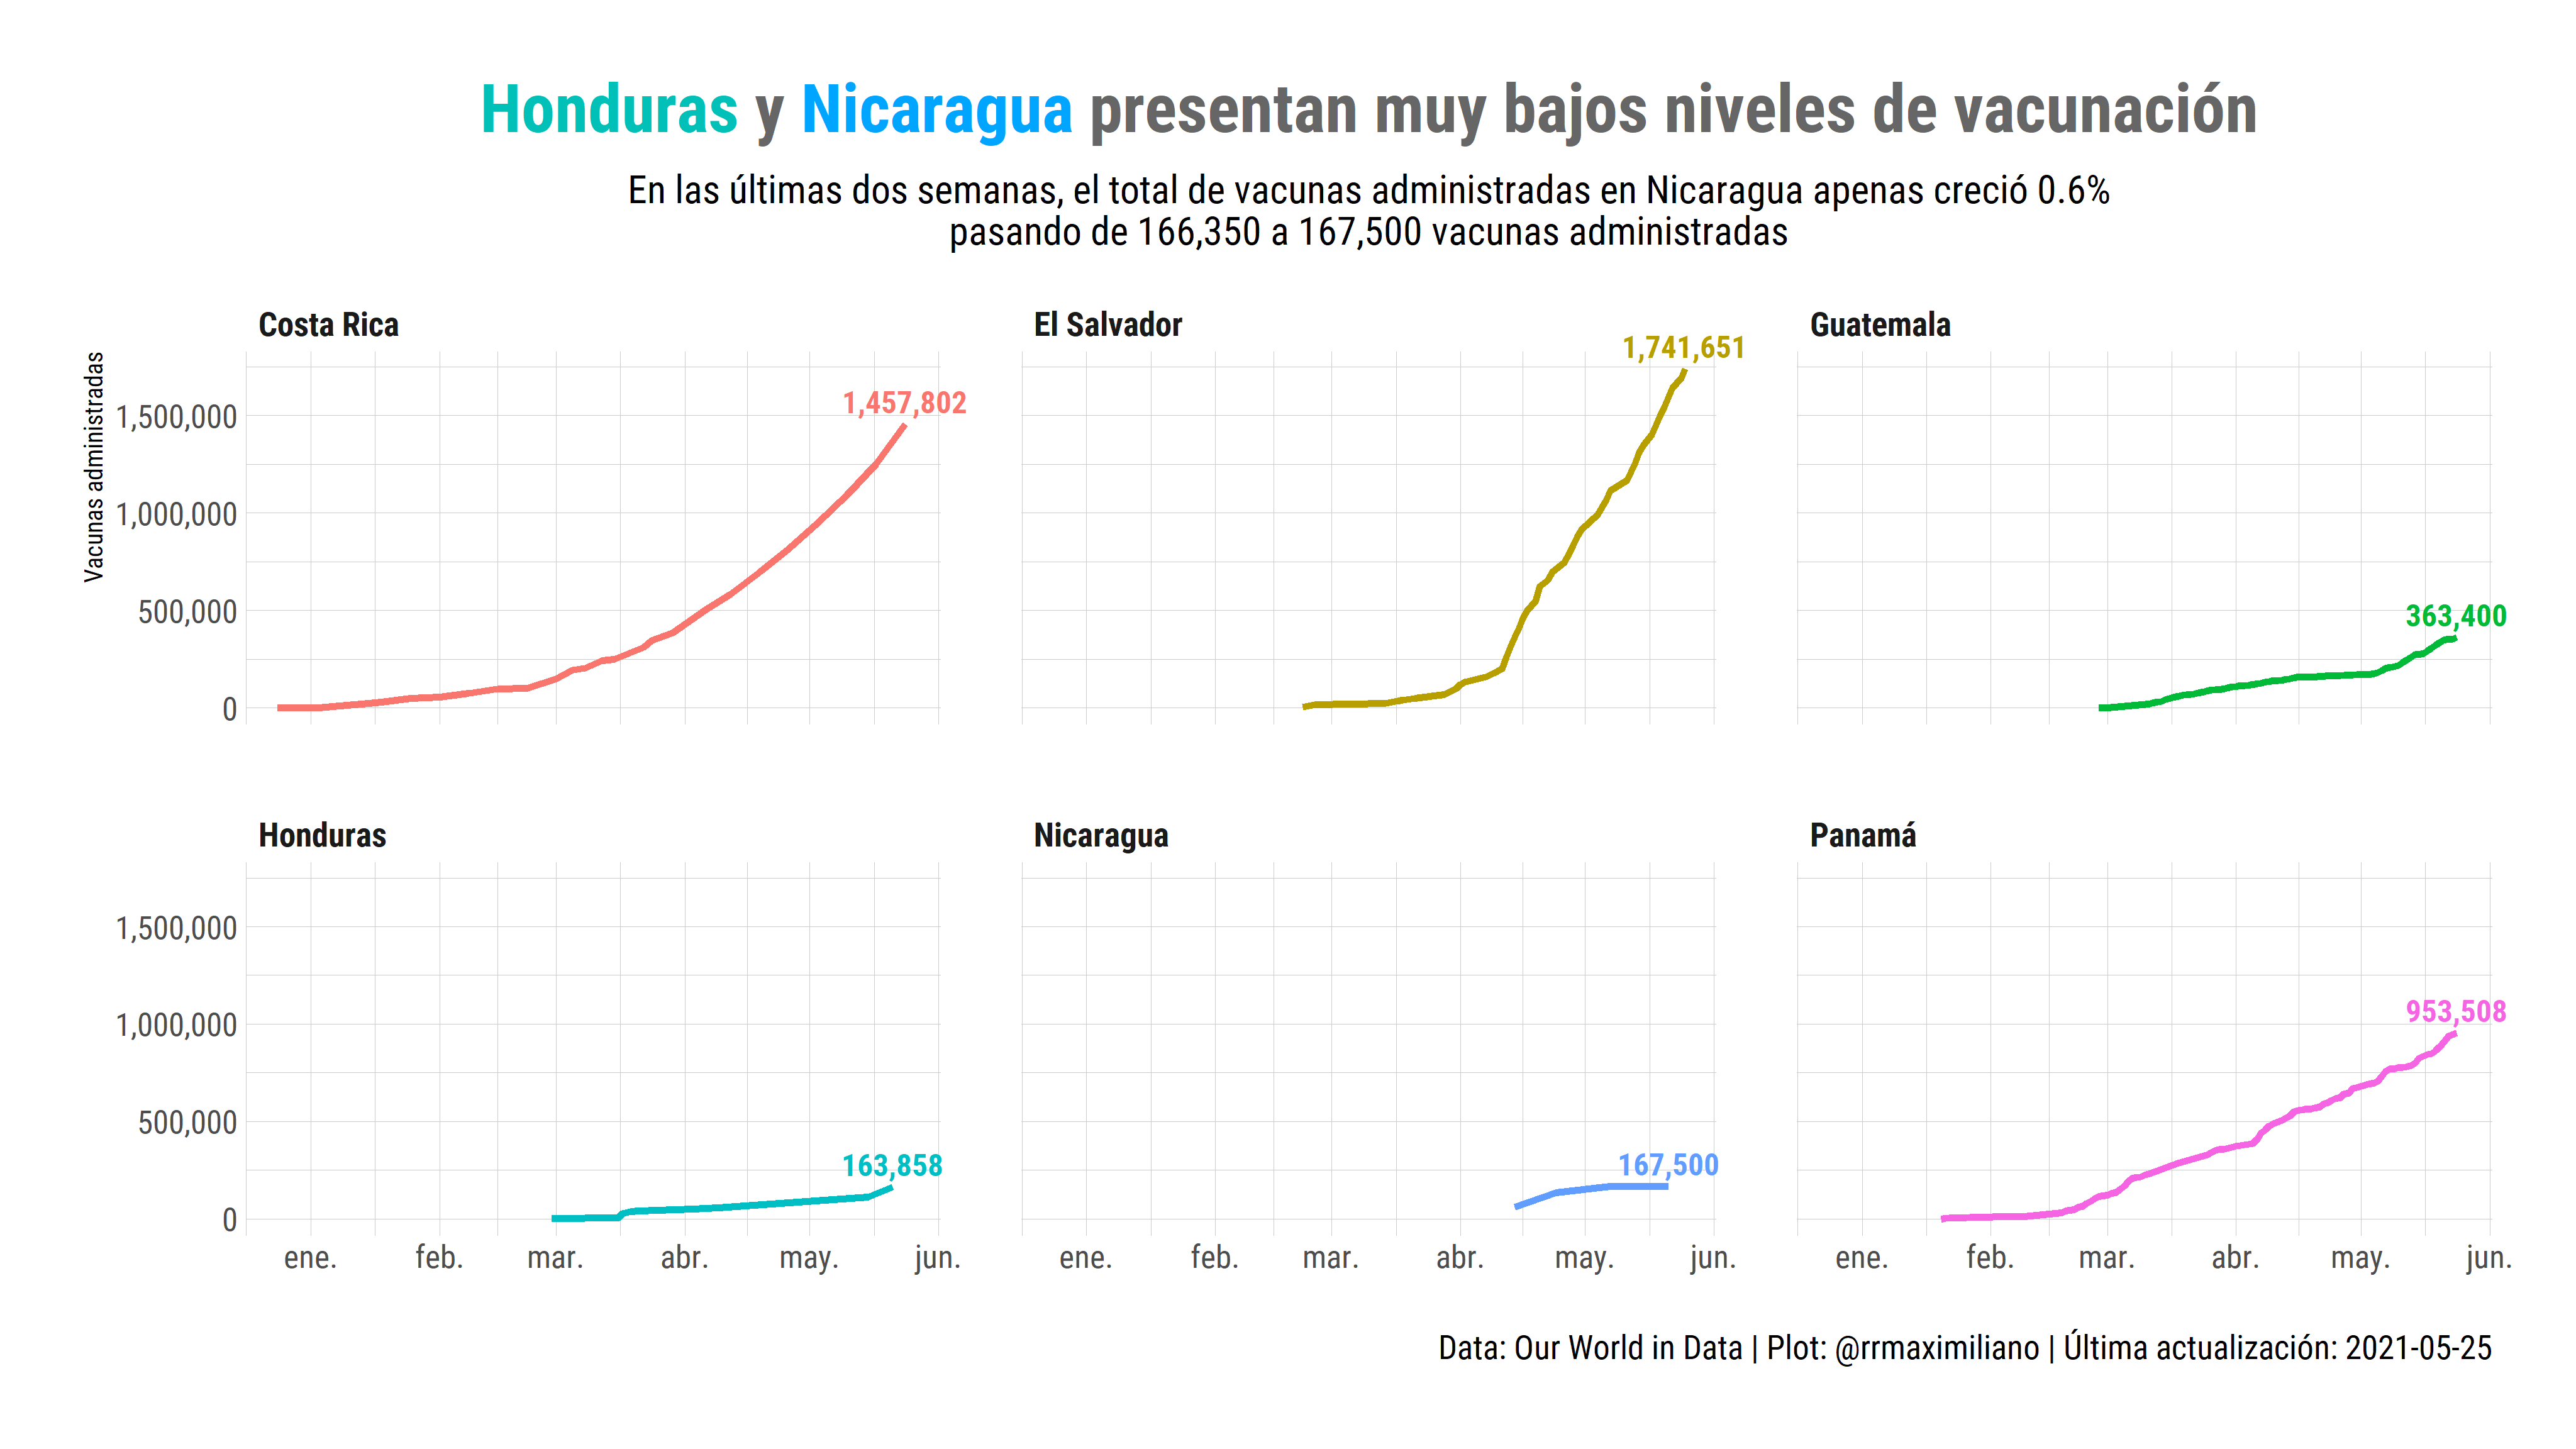 Honduras y Nicaragua presentan muy bajos niveles de vacunación
En las últimas dos semanas, el total de vacunas administradas en Nicaragua apenas creció 0.6%
pasando de 166,350 a 167,500 vacunas administradas
Vacunas administradas
Costa Rica
1,457,802
1,500,000
1,000,000
500,000
0
El Salvador
1,741,651
Guatemala
363,400
Honduras
1,500,000
1,000,000
500,000
0
163,858
ene. feb. mar. abr. may. jun.
Nicaragua
167,500
ene. feb. mar. abr. may. jun.
Panamá
953,508
ene. feb. mar. abr. may. jun.
Data: Our World in Data | Plot: @rrmaximiliano | Última actualización: 2021-05-25